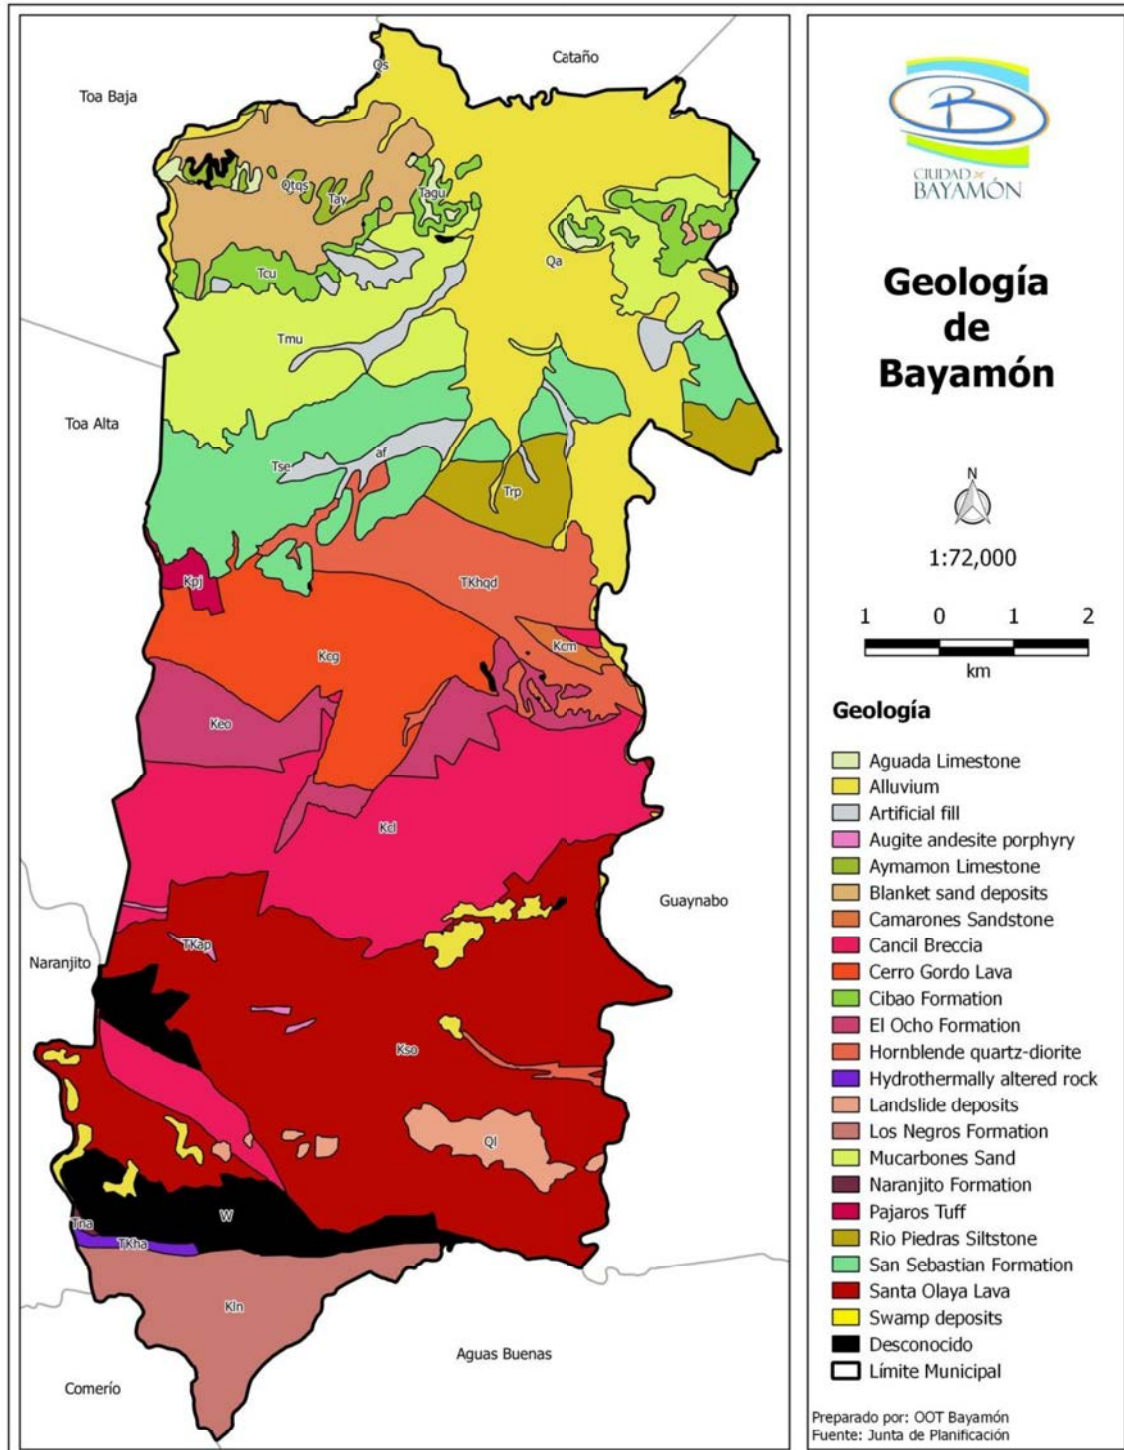 Cataño
Toa Baja
Qs
Qtqs
Tay
Tagu
Tcu
Qa
Tmu
Toa Alta
af
Tse
Trp
Kpj
TKhqd
Kcg
Kcm
Keo
Kcl
Guaynabo
TKap
Naranjito
Kso
Ql
W
Tna
TKha
Kln
Aguas Buenas
Comerío
B
CIUDAD DE
BAYAMÓN
Geología
de
Bayamón
N
1:72,000
1 0 1 2
km
Geología
Aguada Limestone
Alluvium
Artificial fill
Augite andesite porphyry
Aymamon Limestone
Blanket sand deposits
Camarones Sandstone
Cancil Breccia
Cerro Gordo Lava
Cibao Formation
El Ocho Formation
Hornblende quartz-diorite
Hydrothermally altered rock
Landslide deposits
Los Negros Formation
Mucarbones Sand
Naranjito Formation
Pajaros Tuff
Rio Piedras Siltstone
San Sebastian Formation
Santa Olaya Lava
Swamp deposits
Desconocido
Límite Municipal
Preparado por: OOT Bayamón
Fuente: Junta de Planificación